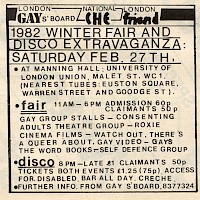 LONDON NATIONAL LONDON
GAYS' BOARD CHE friend
1982 WINTER FAIR AND
DISCO EXTRAVAGANZA:
SATURDAY FEB. 27TH.
• AT MANNING HALL, UNIVERSITY OF
LONDON UNION, MALET ST. WC1.
(NEAREST TUBES: EUSTON SQUARE,
WARREN STREET AND GOODGE ST).
• fair 11AM - 6PM ADMISSION 60p
CLAIMANTS 50p
GAY GROUP STALLS - CONSENTING
ADULTS THEATRE GROUP - ROXIE
CINEMA FILMS - WATCH OUT, THERE'S
A QUEER ABOUT, GAY VIDEO - GAYS
THE WORD BOOKS - SELF DEFENCE GROUP
• disco 8PM - LATE £1 CLAIMANTS 50p
TICKETS BOTH EVENTS £1.25 (75p) ACCESS
FOR DISABLED, BAR ALL DAY, CRECHE
• FURTHER INFO. FROM GAY S'BOARD, 8377324